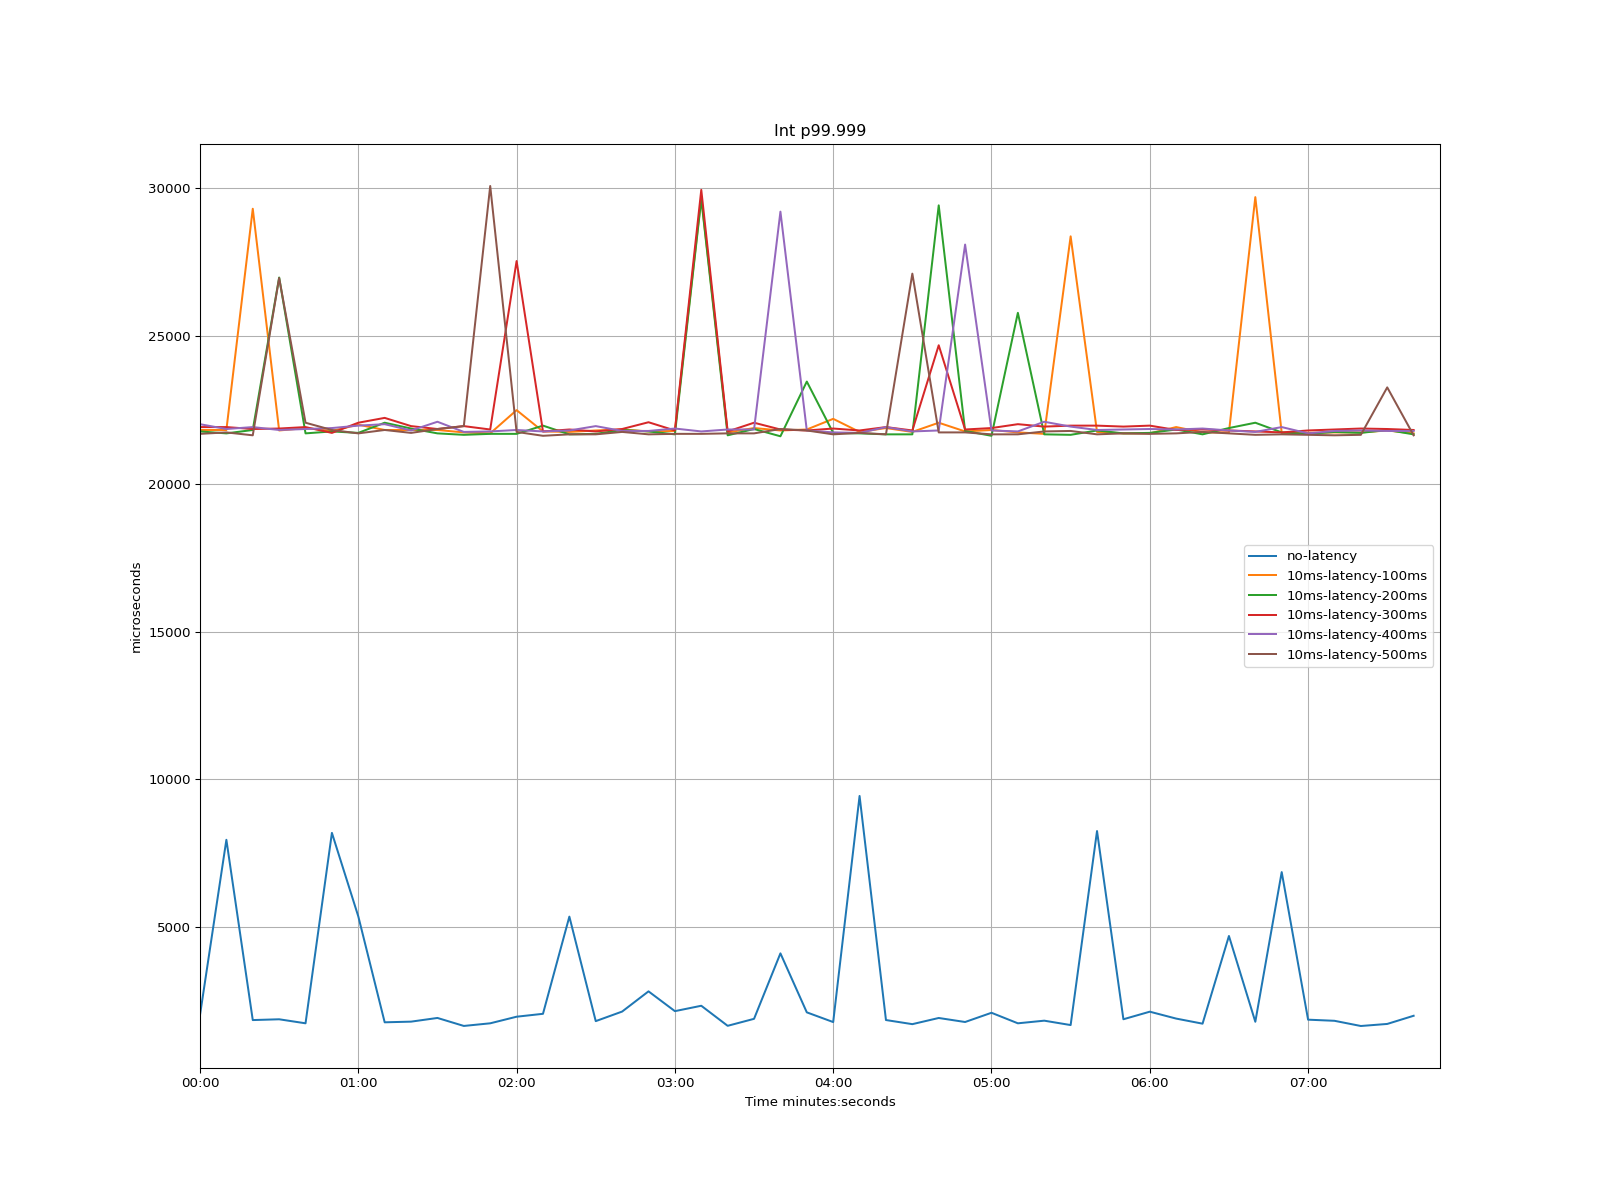 Int p99.999
30000
25000
20000
15000
10000
5000
microseconds
no-latency
10ms-latency-100ms
10ms-latency-200ms
10ms-latency-300ms
10ms-latency-400ms
10ms-latency-500ms
00:00 01:00 02:00 03:00 04:00 05:00 06:00 07:00
Time minutes:seconds